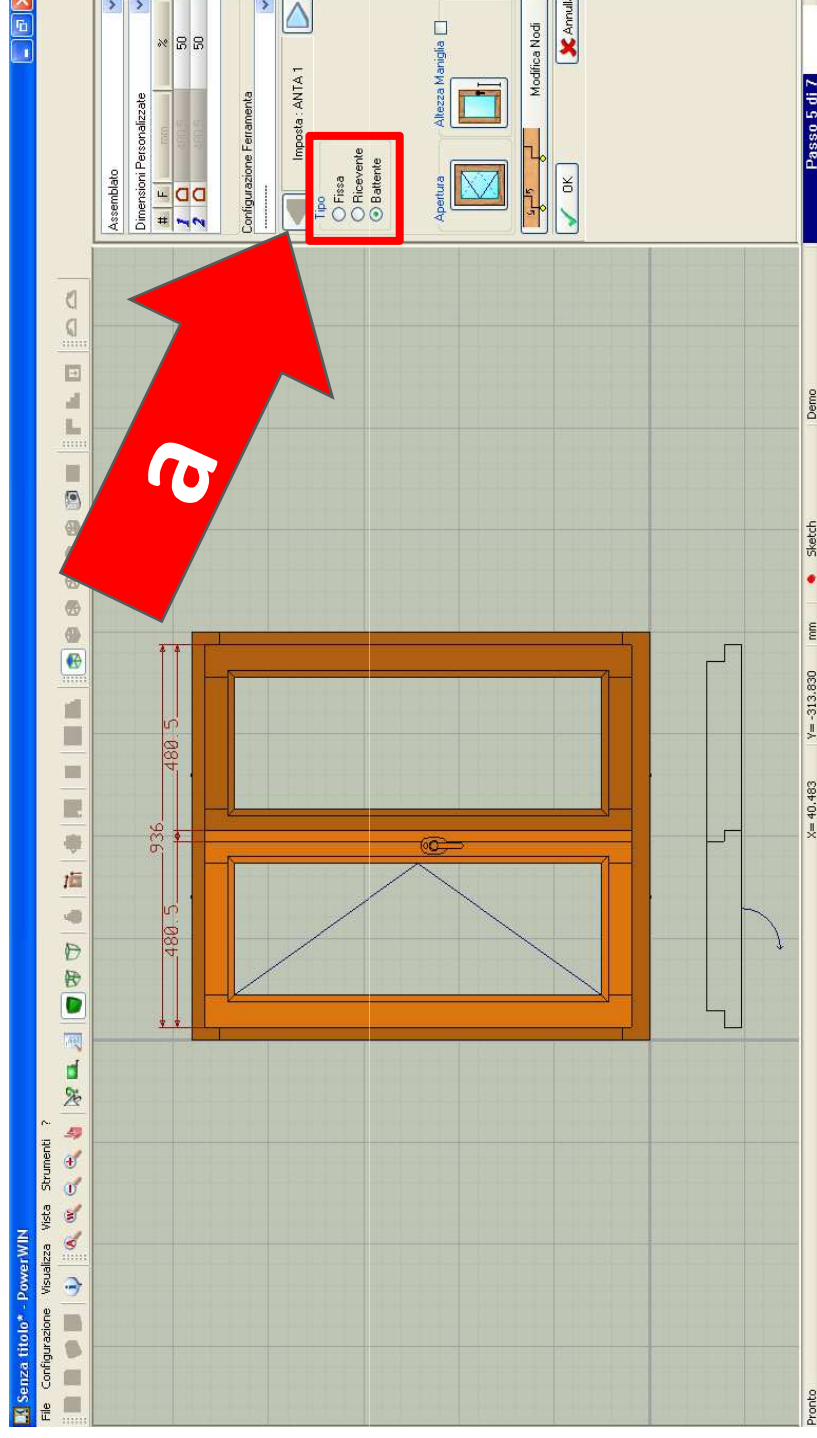 Senza titolo* - PowerWIN
File Configurazione Visualizza Vista Strumenti ?
a
936
480.5 480.5
Assemblato
Dimensioni Personalizzate
# F mm %
1 480.5 50
2 480.5 50
Configurazione Ferramenta
-------------
Imposta : ANTA 1
Tipo
Fissa
Ricevente
Battente
Apertura
Altezza Maniglia
Modifica Nodi
OK
Annulla
Pronto
X= 40.483 Y= -313.830 mm Sketch Demo Passo 5 di 7